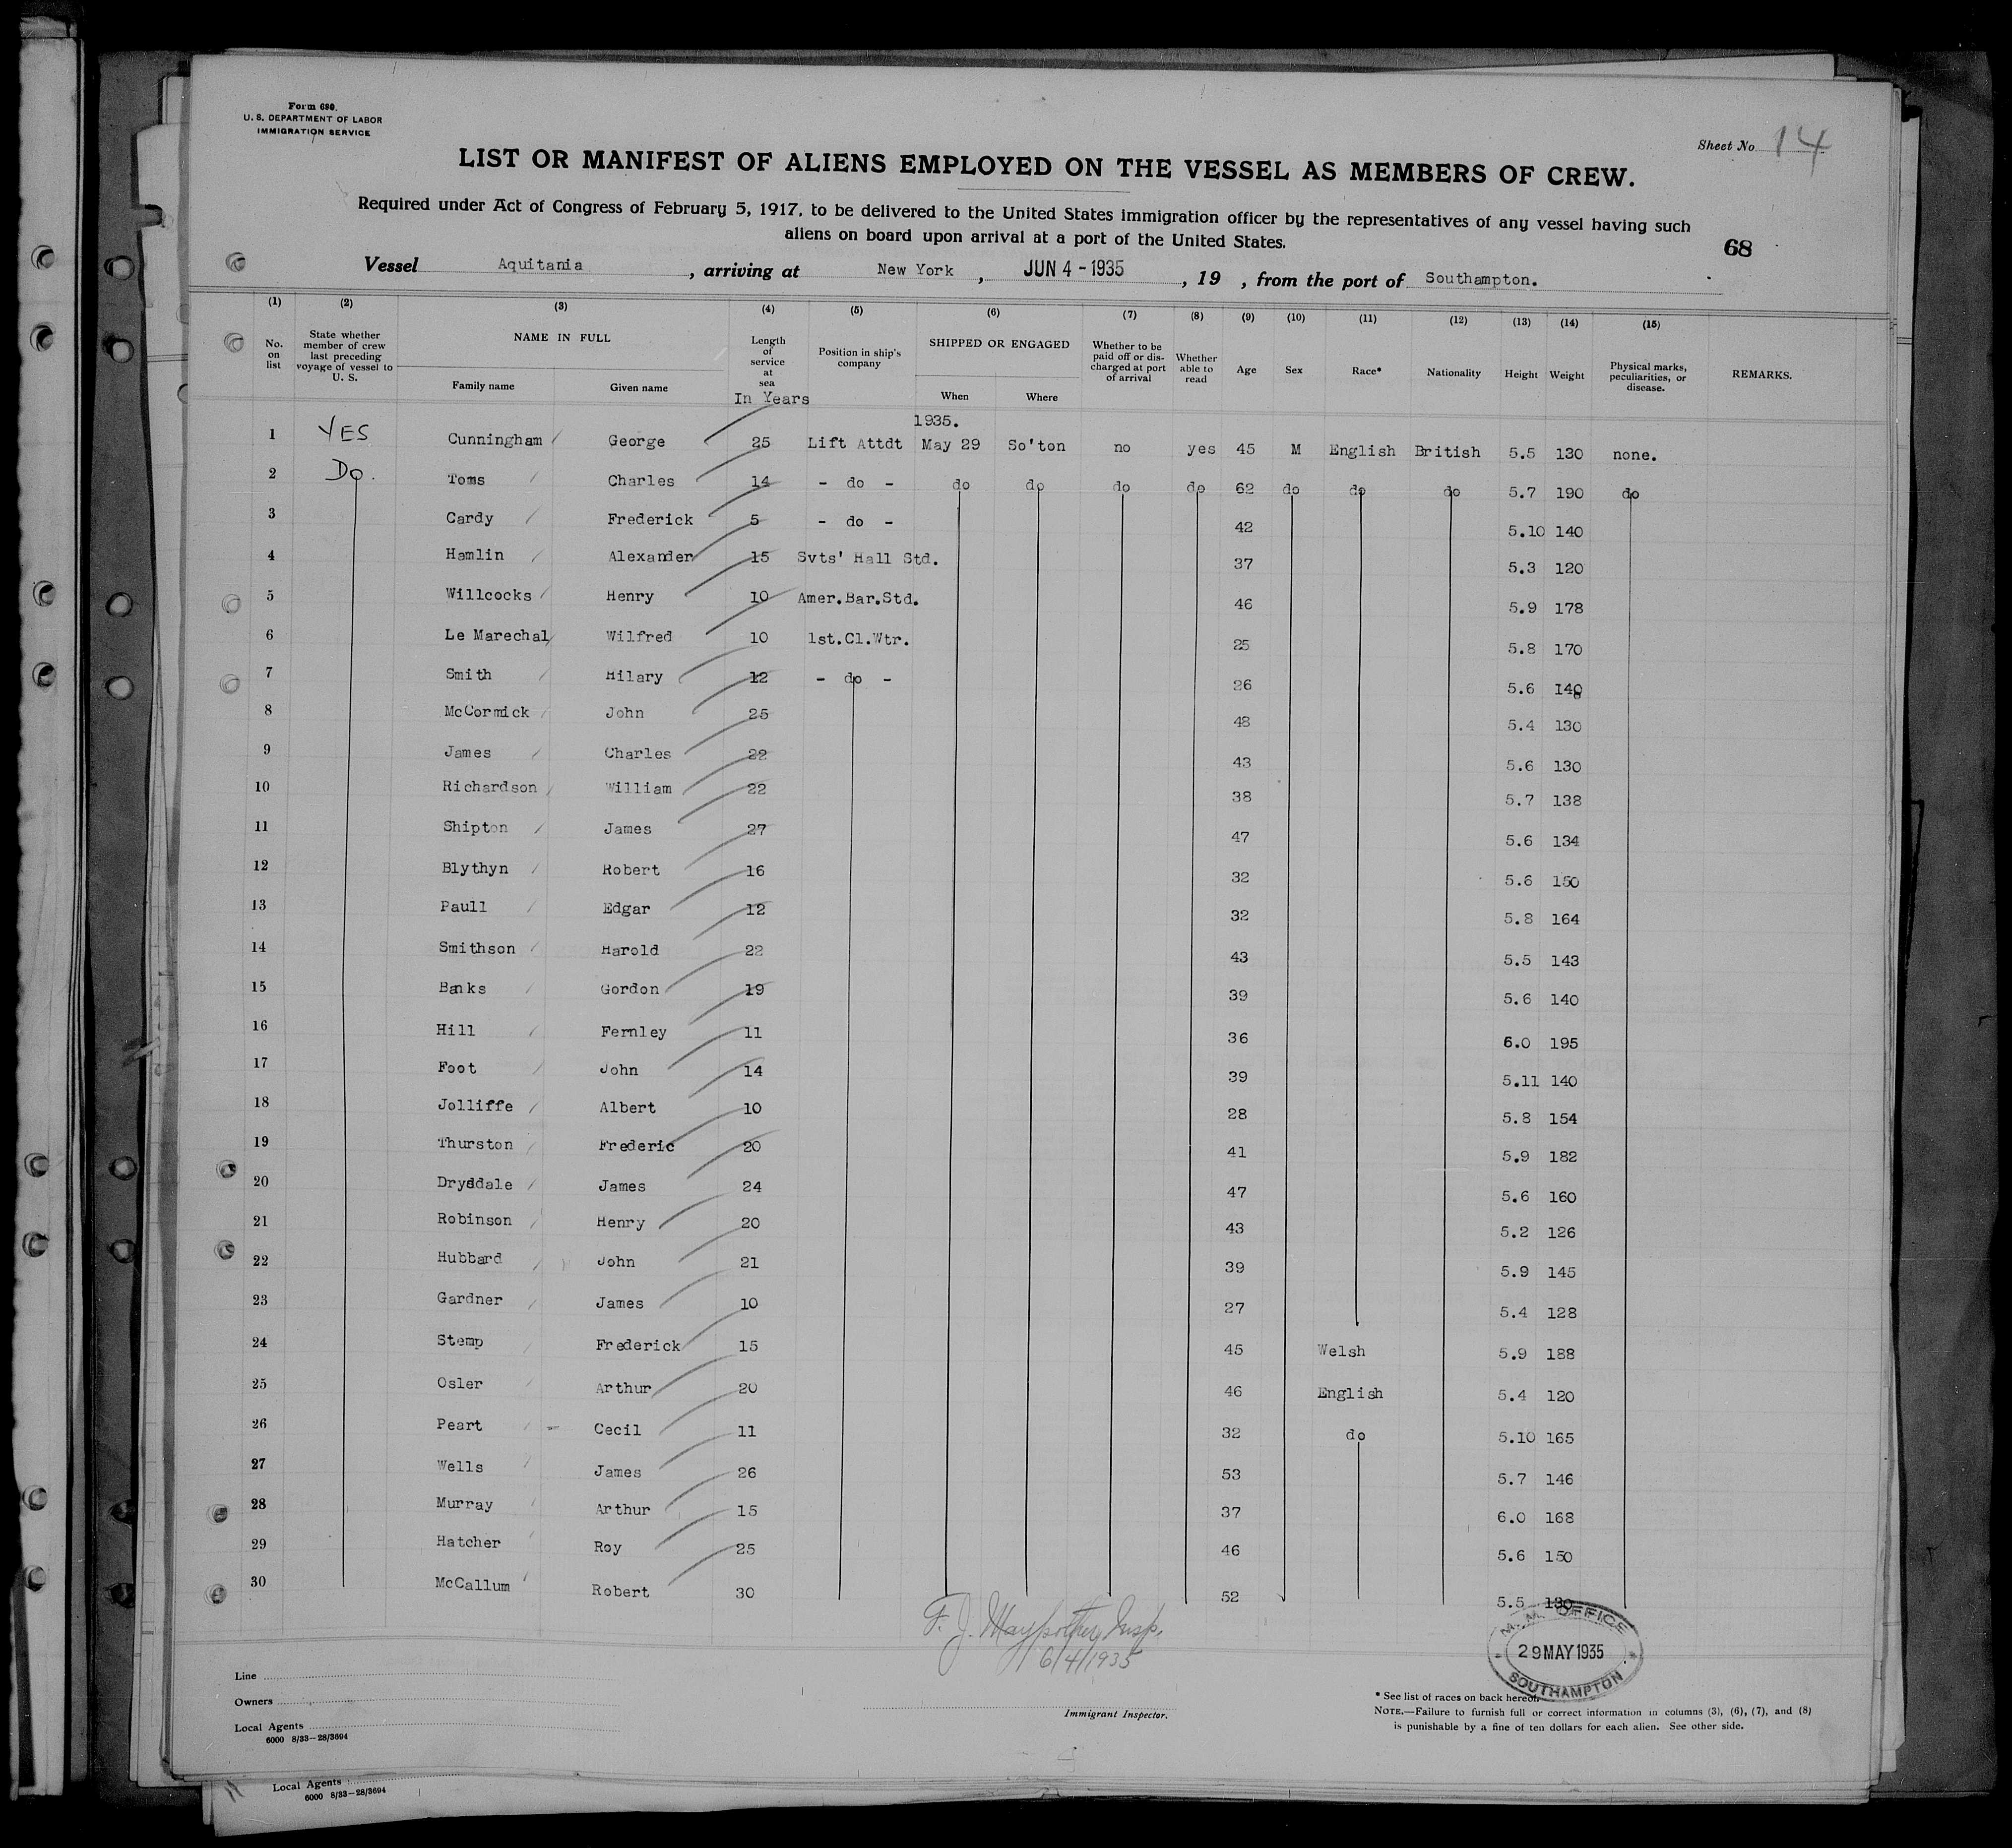 Form 680.
U. S. DEPARTMENT OF LABOR
IMMIGRATION SERVICE
Sheet No. 14
LIST OR MANIFEST OF ALIENS EMPLOYED ON THE VESSEL AS MEMBERS OF CREW.
Required under Act of Congress of February 5, 1917, to be delivered to the United States immigration officer by the representatives of any vessel having such
aliens on board upon arrival at a port of the United States.
68
Vessel Aquitania, arriving at New York, JUN 4 - 1935, 19 , from the port of Southampton.
(1) (2) (3) (4) (5) (6) (7) (8) (9) (10) (11) (12) (13) (14) (15)
No. on list State whether member of crew last preceding voyage of vessel to U. S. NAME IN FULL Family name Given name Length of service at sea In Years Position in ship's company SHIPPED OR ENGAGED When Where Whether to be paid off or discharged at port of arrival Whether able to read Age Sex Race* Nationality Height Weight Physical marks, peculiarities, or disease. REMARKS.
1935.
1 YES Cunningham George 25 Lift Attdt May 29 So'ton no yes 45 M English British 5.5 130 none.
2 Do. Toms Charles 14 - do - do do do do 62 do do do 5.7 190 do
3 Cardy Frederick 5 - do - 42 5.10 140
4 Hamlin Alexander 15 Svts' Hall Std. 37 5.3 120
5 Willcocks Henry 10 Amer.Bar.Std. 46 5.9 178
6 Le Marechal Wilfred 10 1st.Cl.Wtr. 25 5.8 170
7 Smith Hilary 12 - do - 26 5.6 140
8 McCormick John 25 48 5.4 130
9 James Charles 22 43 5.6 130
10 Richardson William 22 38 5.7 138
11 Shipton James 27 47 5.6 134
12 Blythyn Robert 16 32 5.6 150
13 Paull Edgar 12 32 5.8 164
14 Smithson Harold 22 43 5.5 143
15 Banks Gordon 19 39 5.6 140
16 Hill Fernley 11 36 6.0 195
17 Foot John 14 39 5.11 140
18 Jolliffe Albert 10 28 5.8 154
19 Thurston Frederic 20 41 5.9 182
20 Dryddale James 24 47 5.6 160
21 Robinson Henry 20 43 5.2 126
22 Hubbard John 21 39 5.9 145
23 Gardner James 10 27 5.4 128
24 Stemp Frederick 15 45 Welsh 5.9 188
25 Osler Arthur 20 46 English 5.4 120
26 Peart Cecil 11 32 do 5.10 165
27 Wells James 26 53 5.7 146
28 Murray Arthur 15 37 6.0 168
29 Hatcher Roy 25 46 5.6 150
30 McCallum Robert 30 52 5.5 130
F. J. Insp.
6/4/1935
M. M. OFFICE
29 MAY 1935
SOUTHAMPTON
Line
Owners
Local Agents
6000 8/33-28/3694
Immigrant Inspector.
* See list of races on back hereof.
NOTE.—Failure to furnish full or correct information in columns (3), (6), (7), and (8)
is punishable by a fine of ten dollars for each alien. See other side.
Local Agents
6000 8/33-28/3694